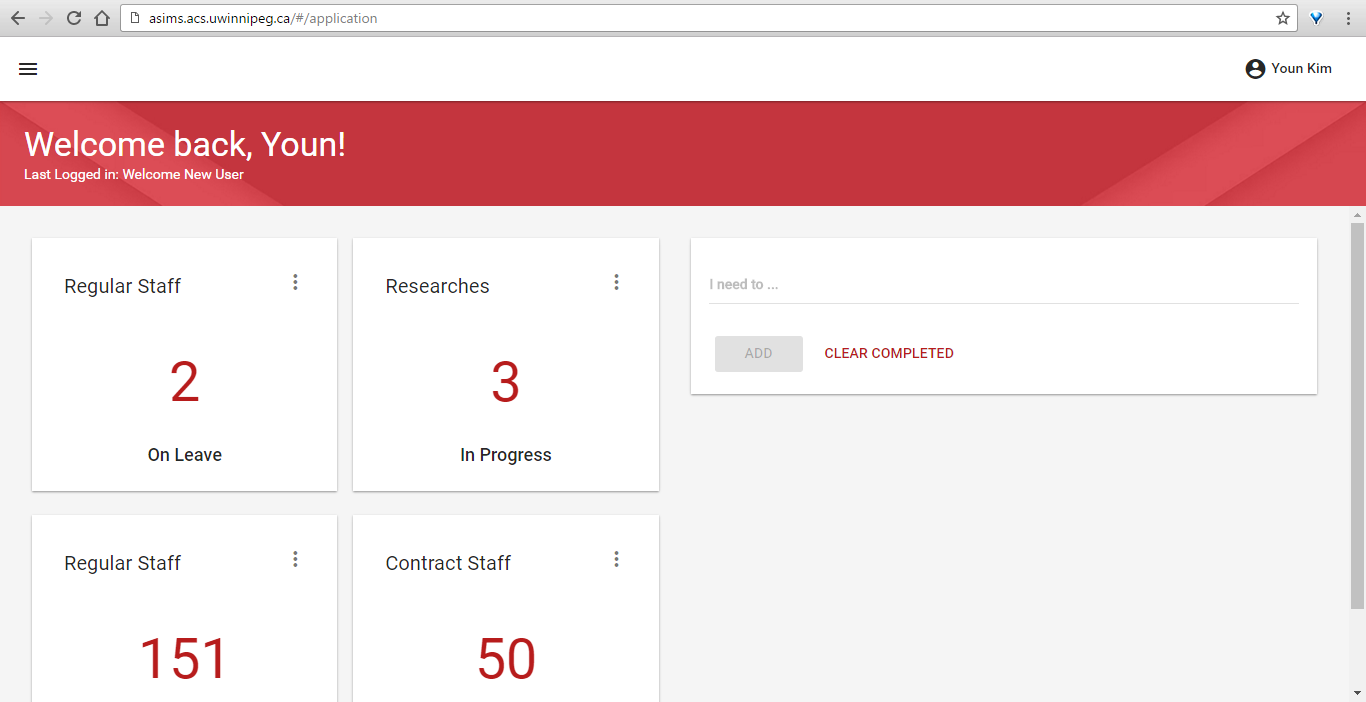 asims.acs.uwinnipeg.ca/#/application
Youn Kim
Welcome back, Youn!
Last Logged in: Welcome New User
Regular Staff
2
On Leave
Researches
3
In Progress
I need to ...
ADD
CLEAR COMPLETED
Regular Staff
151
Contract Staff
50